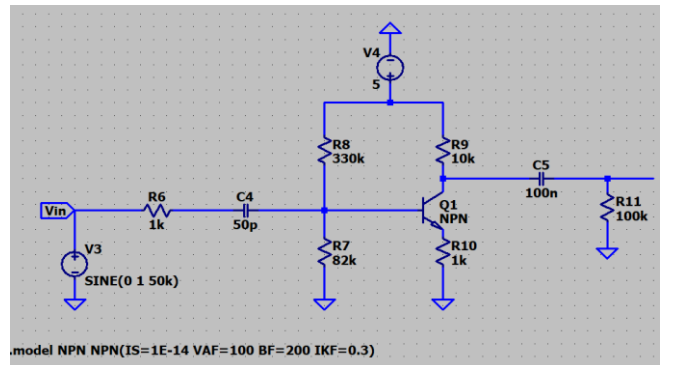 V4
5
R8
330k
R9
10k
C5
100n
R6
1k
C4
50p
Vin
Q1
NPN
R11
100k
V3
SINE(0 1 50k)
R7
82k
R10
1k
.model NPN NPN(IS=1E-14 VAF=100 BF=200 IKF=0.3)